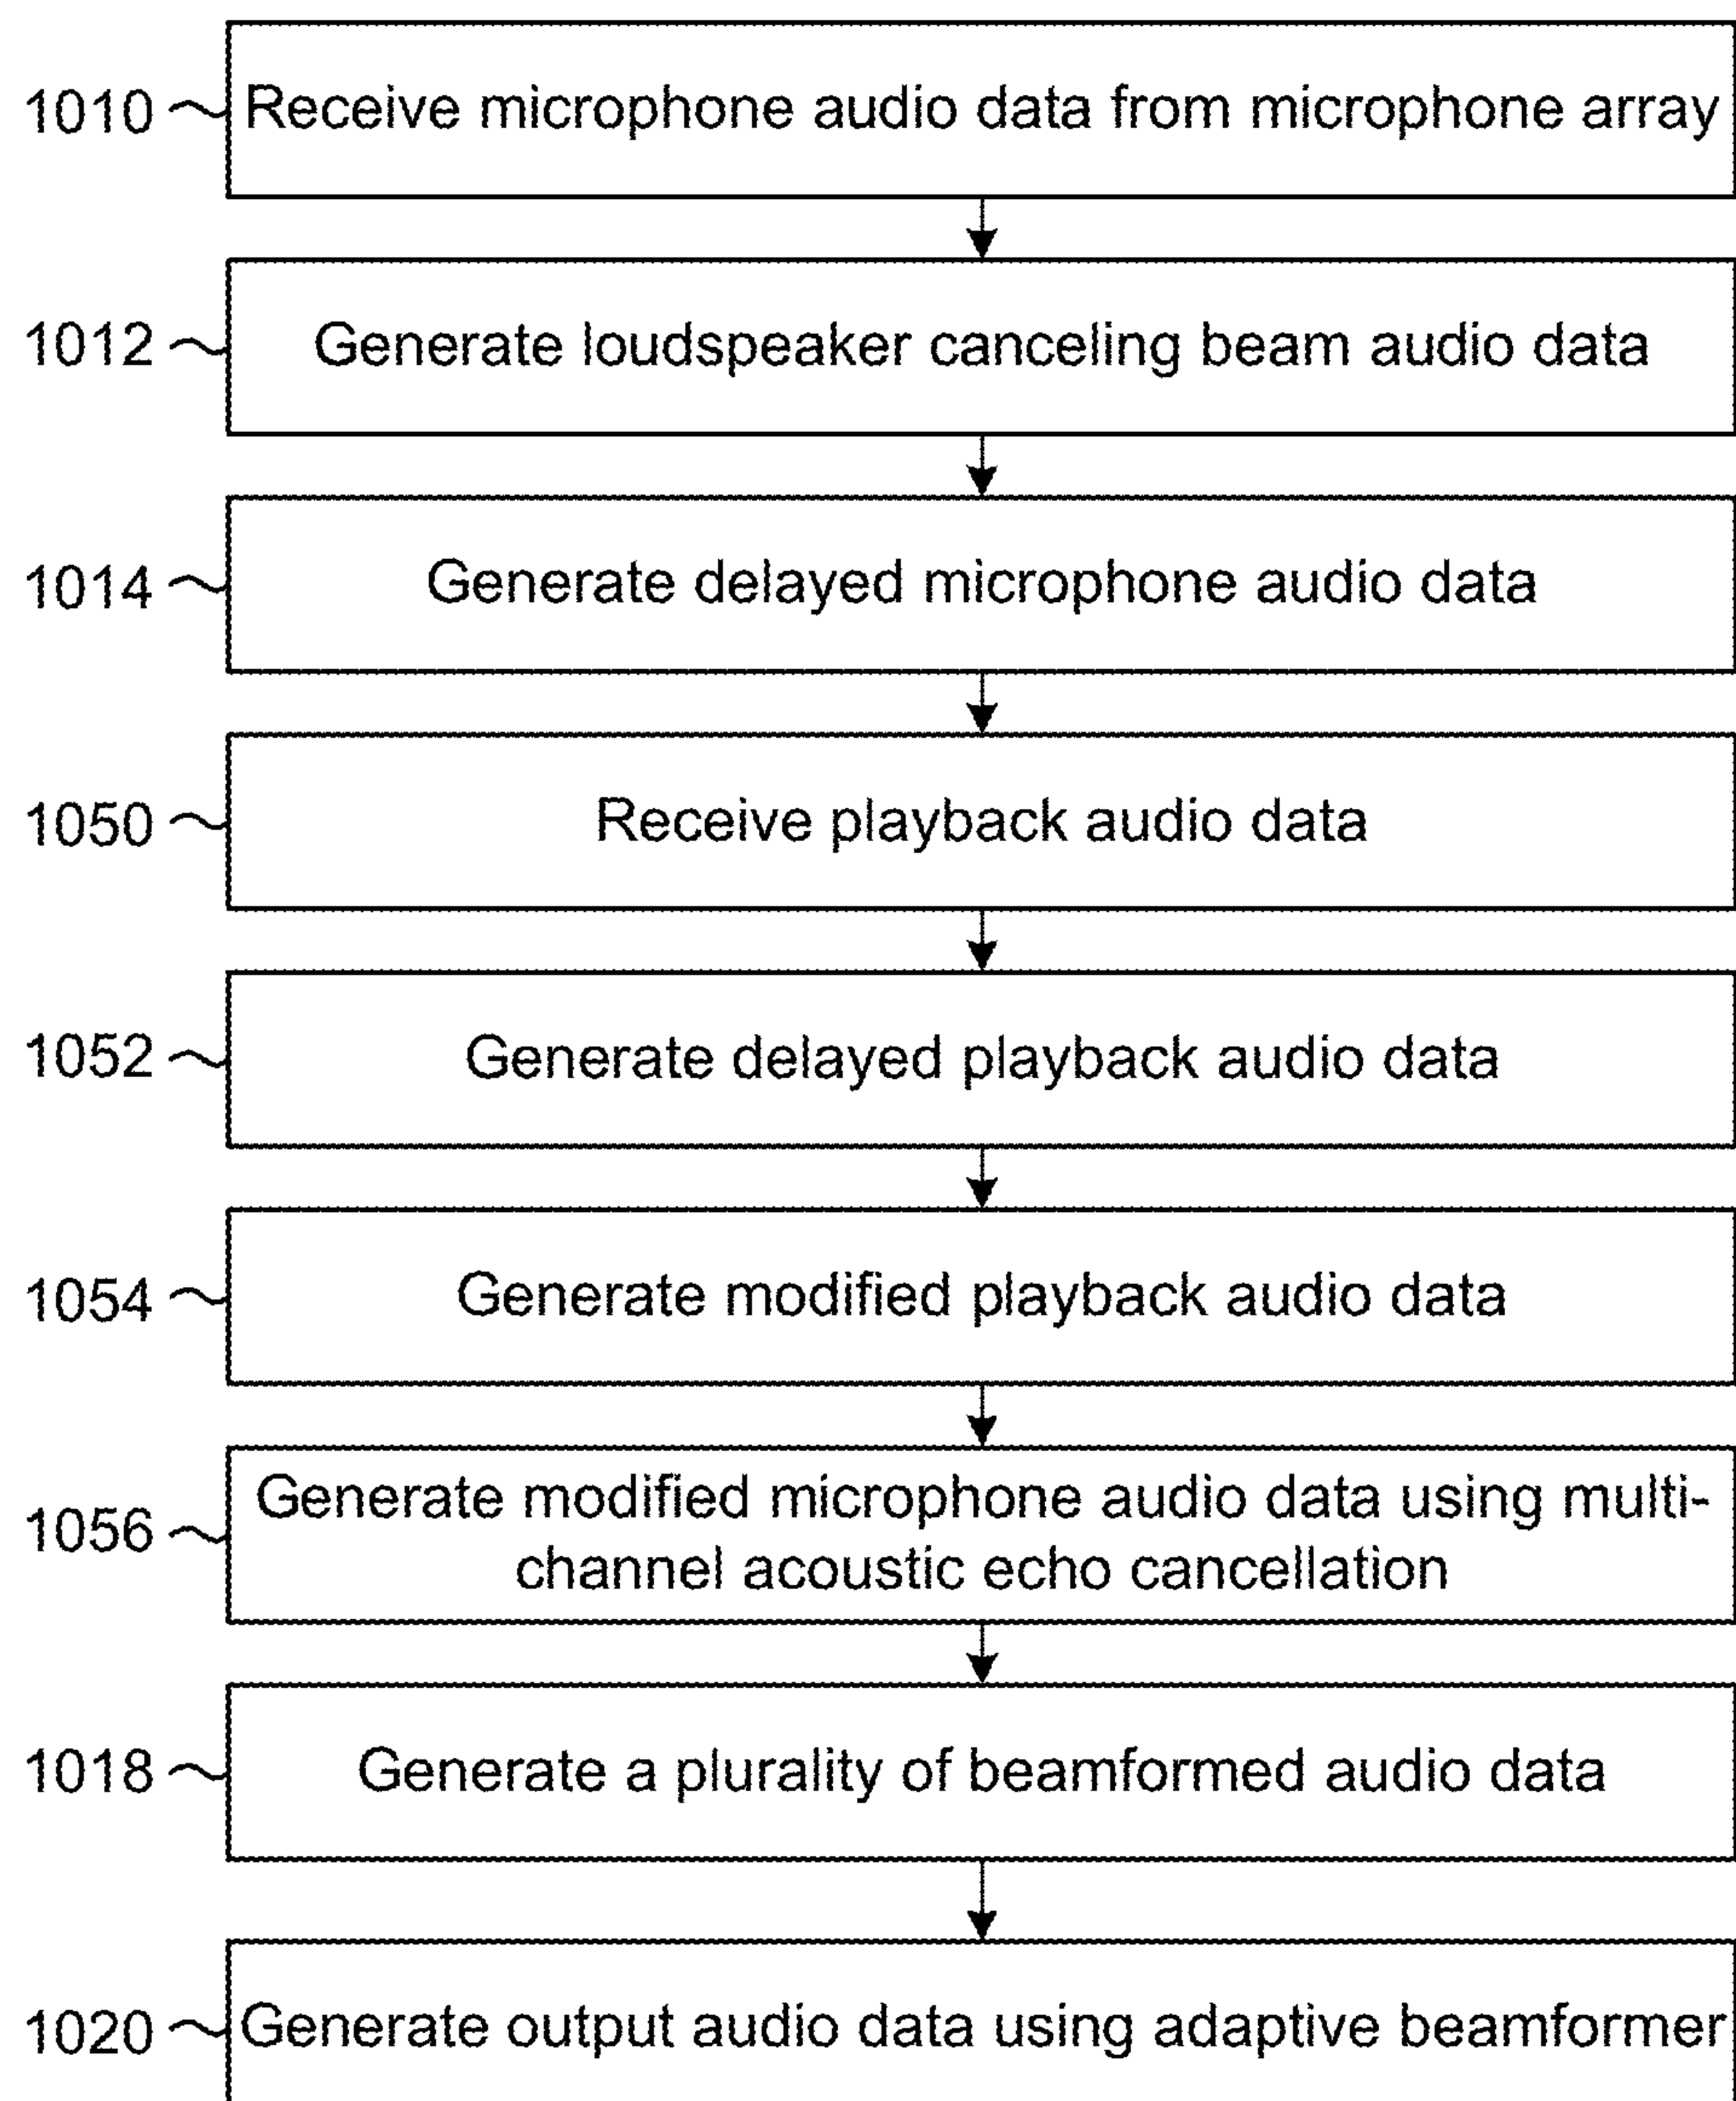 1010 Receive microphone audio data from microphone array
1012 Generate loudspeaker canceling beam audio data
1014 Generate delayed microphone audio data
1050 Receive playback audio data
1052 Generate delayed playback audio data
1054 Generate modified playback audio data
1056 Generate modified microphone audio data using multi-
channel acoustic echo cancellation
1018 Generate a plurality of beamformed audio data
1020 Generate output audio data using adaptive beamformer